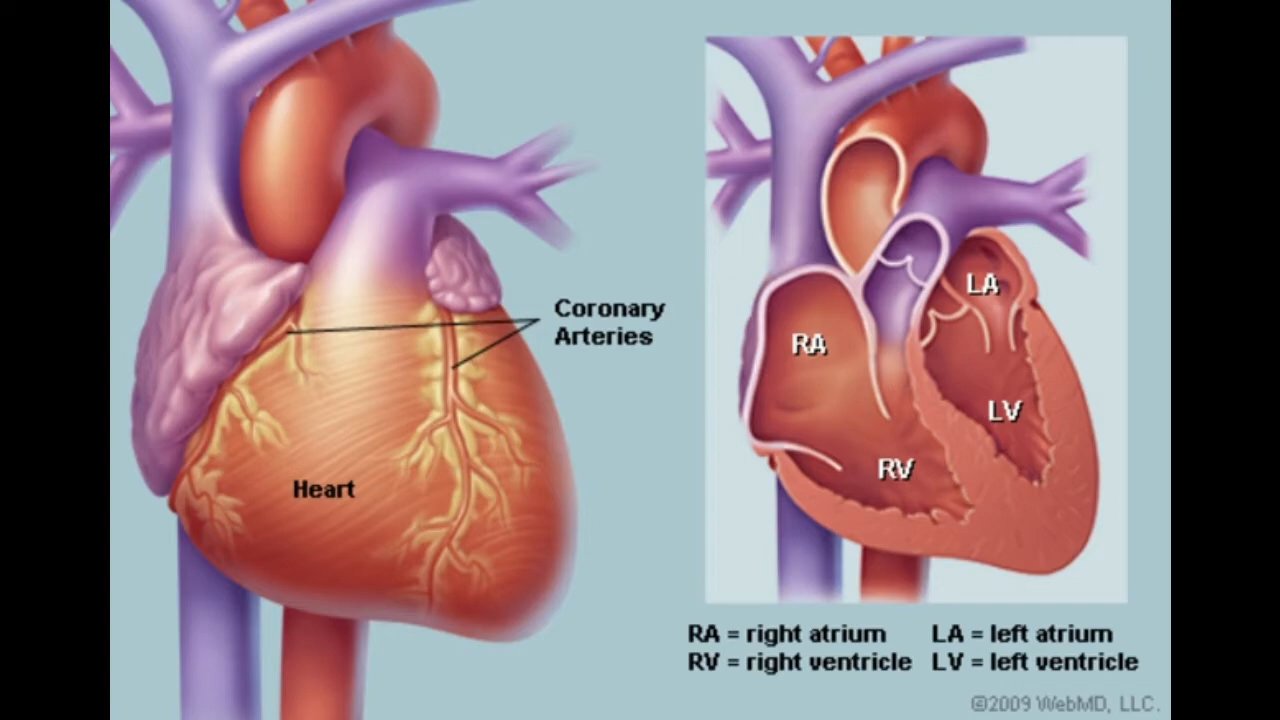 Coronary
Arteries
Heart
RA
LA
LV
RV
RA = right atrium LA = left atrium
RV = right ventricle LV = left ventricle
©2009 WebMD, LLC.